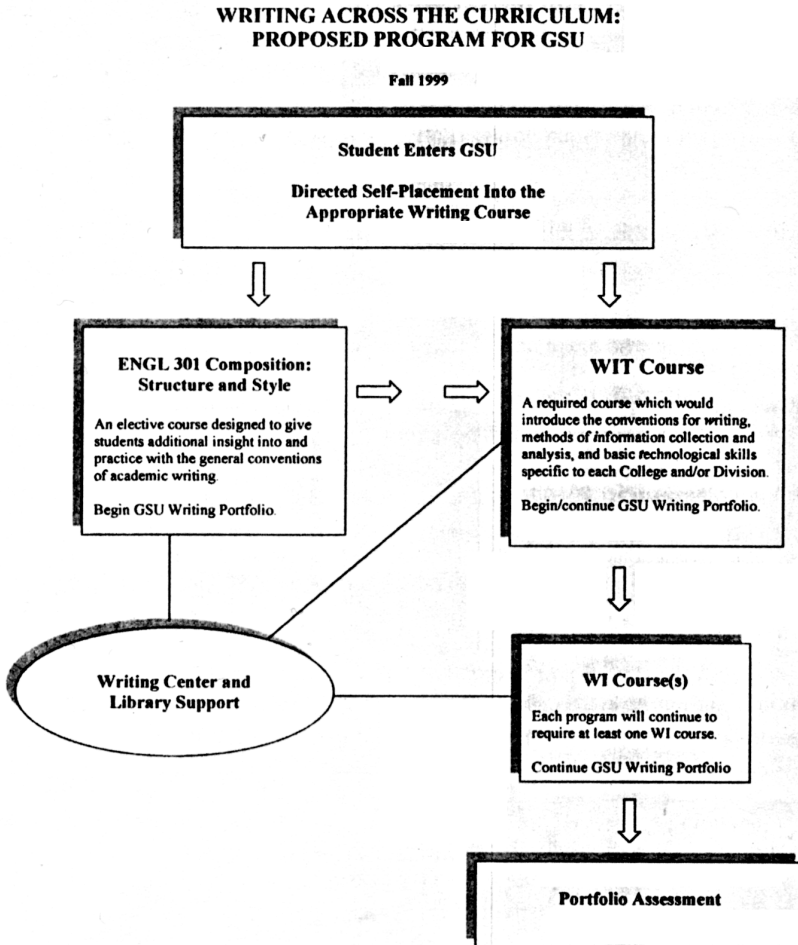 WRITING ACROSS THE CURRICULUM:
PROPOSED PROGRAM FOR GSU
Fall 1999
Student Enters GSU
Directed Self-Placement Into the
Appropriate Writing Course
ENGL 301 Composition:
Structure and Style
An elective course designed to give
students additional insight into and
practice with the general conventions
of academic writing.
Begin GSU Writing Portfolio.
WIT Course
A required course which would
introduce the conventions for writing,
methods of information collection and
analysis, and basic technological skills
specific to each College and/or Division.
Begin/continue GSU Writing Portfolio.
Writing Center and
Library Support
WI Course(s)
Each program will continue to
require at least one WI course.
Continue GSU Writing Portfolio
Portfolio Assessment